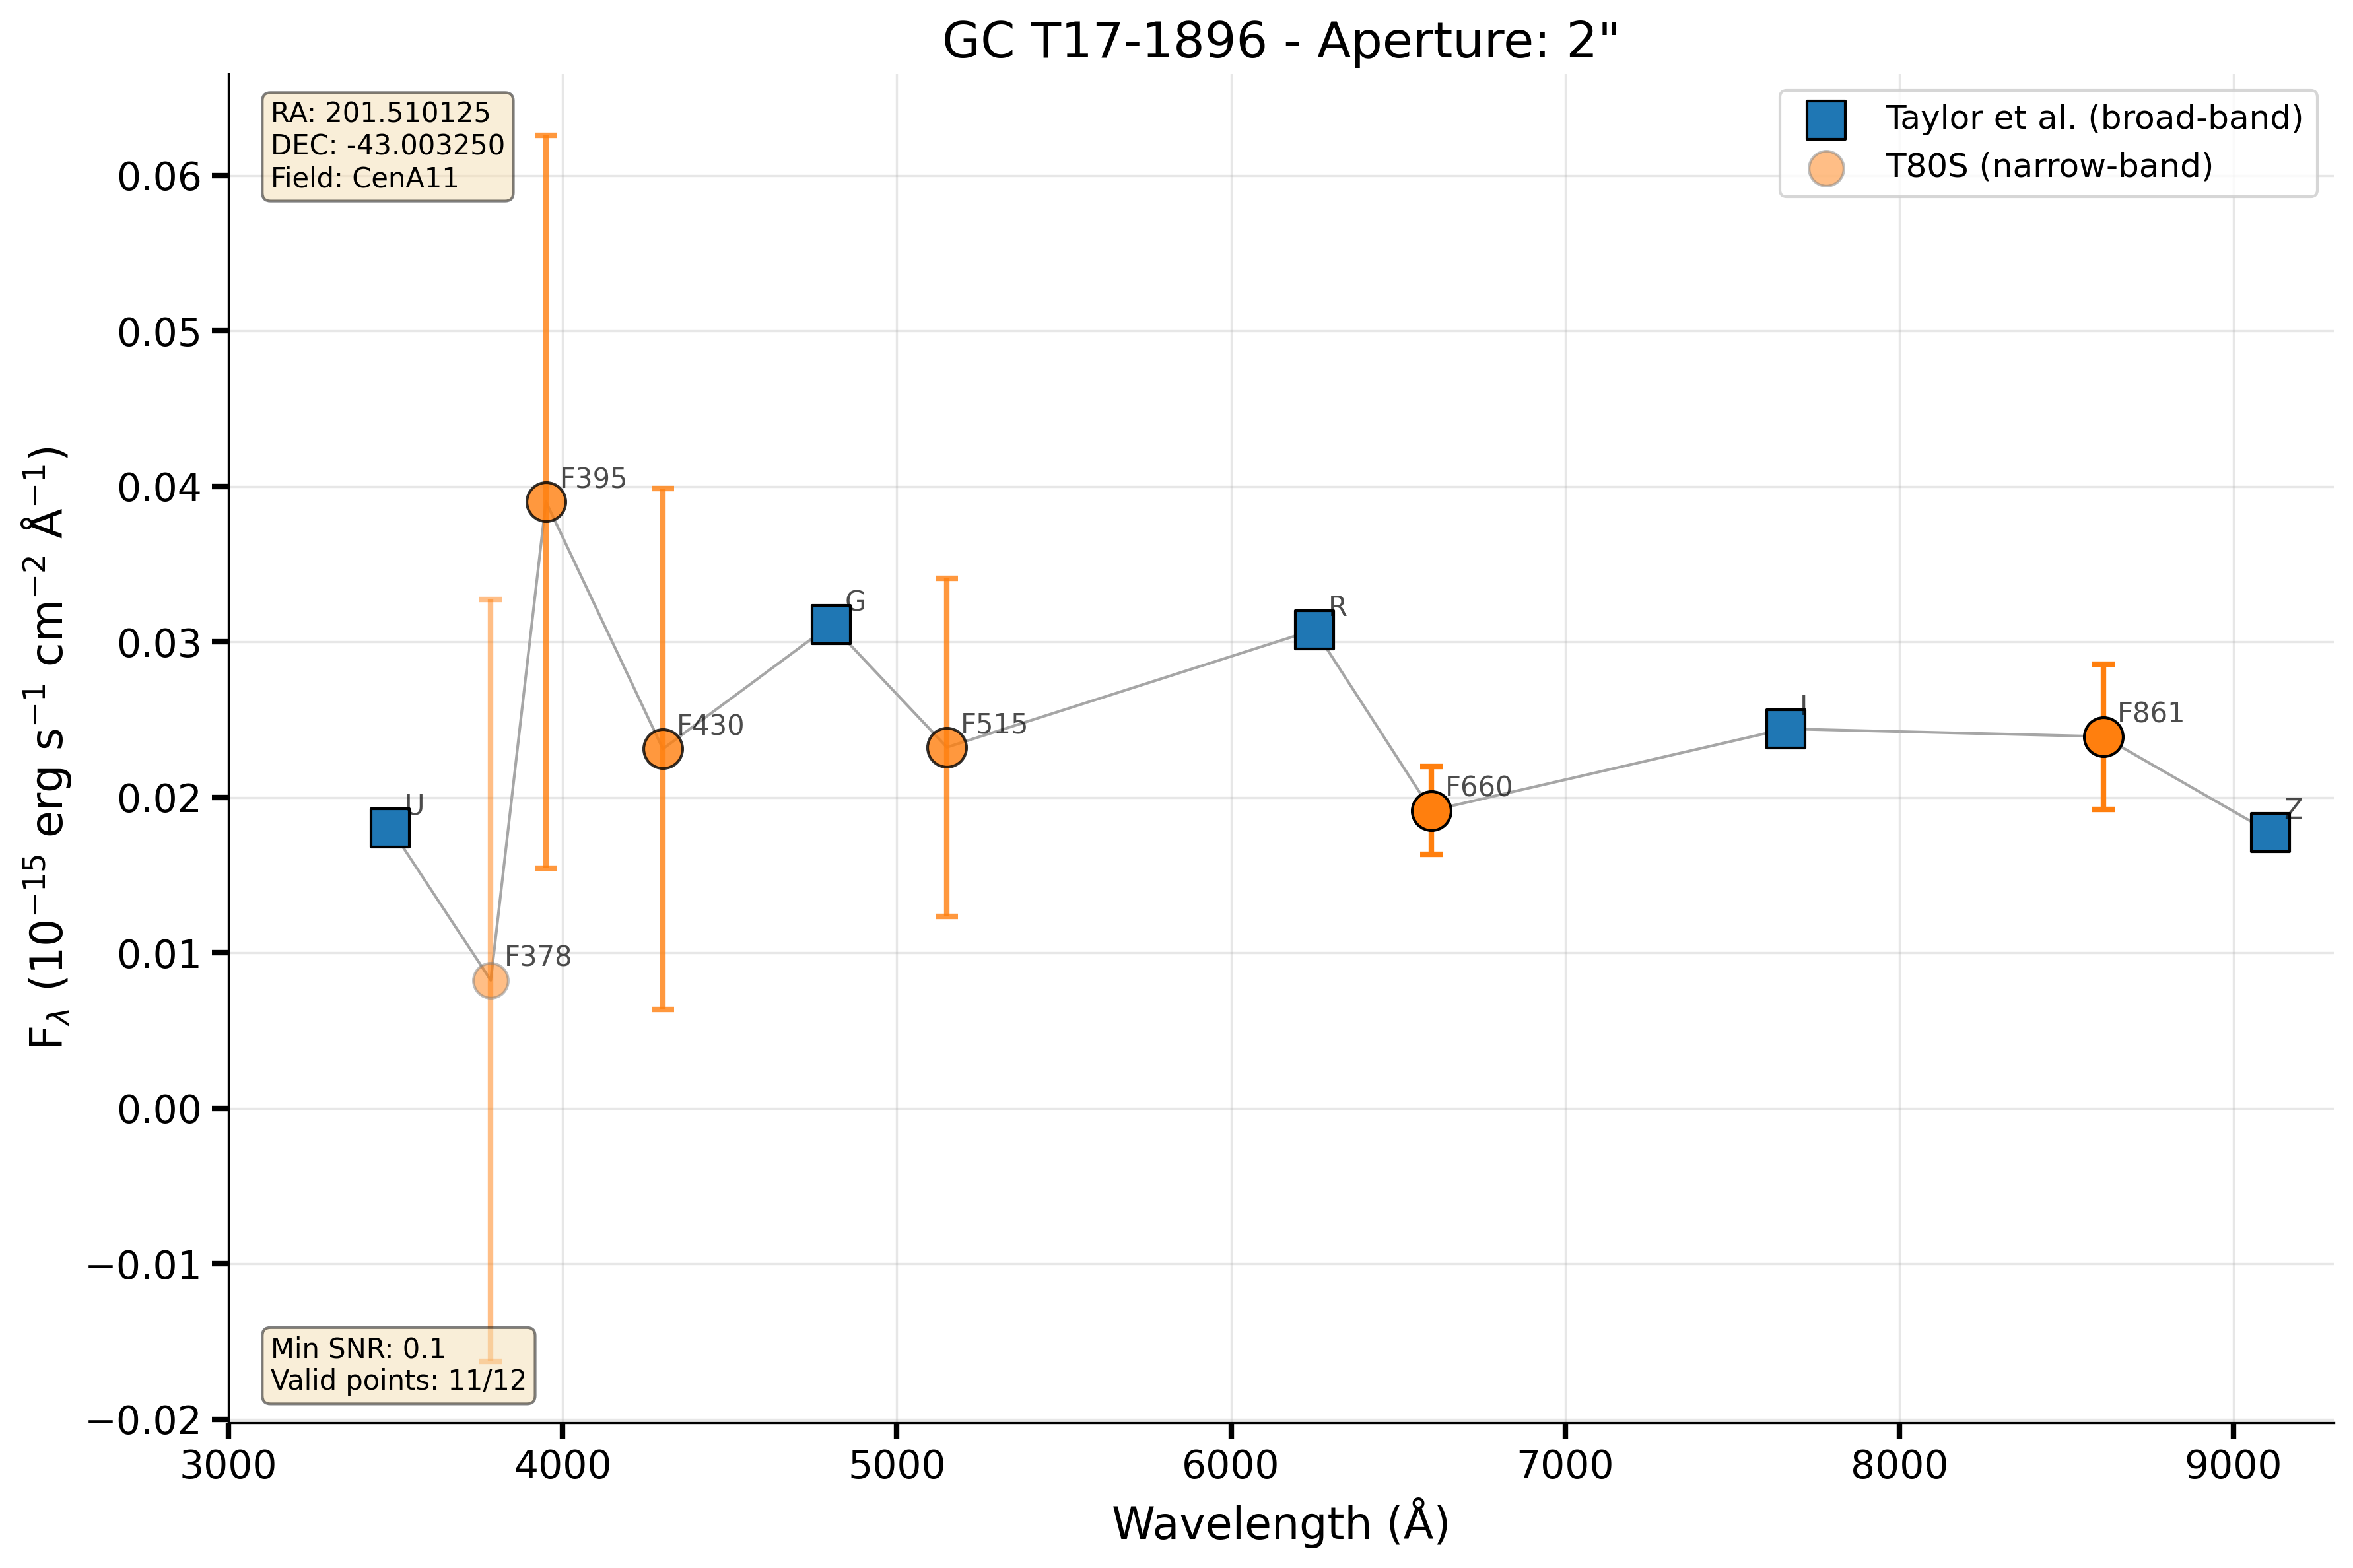 GC T17-1896 - Aperture: 2"
RA: 201.510125
DEC: -43.003250
Field: CenA11
Taylor et al. (broad-band)
T80S (narrow-band)
F_λ (10⁻¹⁵ erg s⁻¹ cm⁻² Å⁻¹)
0.06
0.05
0.04
0.03
0.02
0.01
0.00
−0.01
−0.02
U
F378
F395
F430
G
F515
R
F660
I
F861
Z
Min SNR: 0.1
Valid points: 11/12
3000 4000 5000 6000 7000 8000 9000
Wavelength (Å)